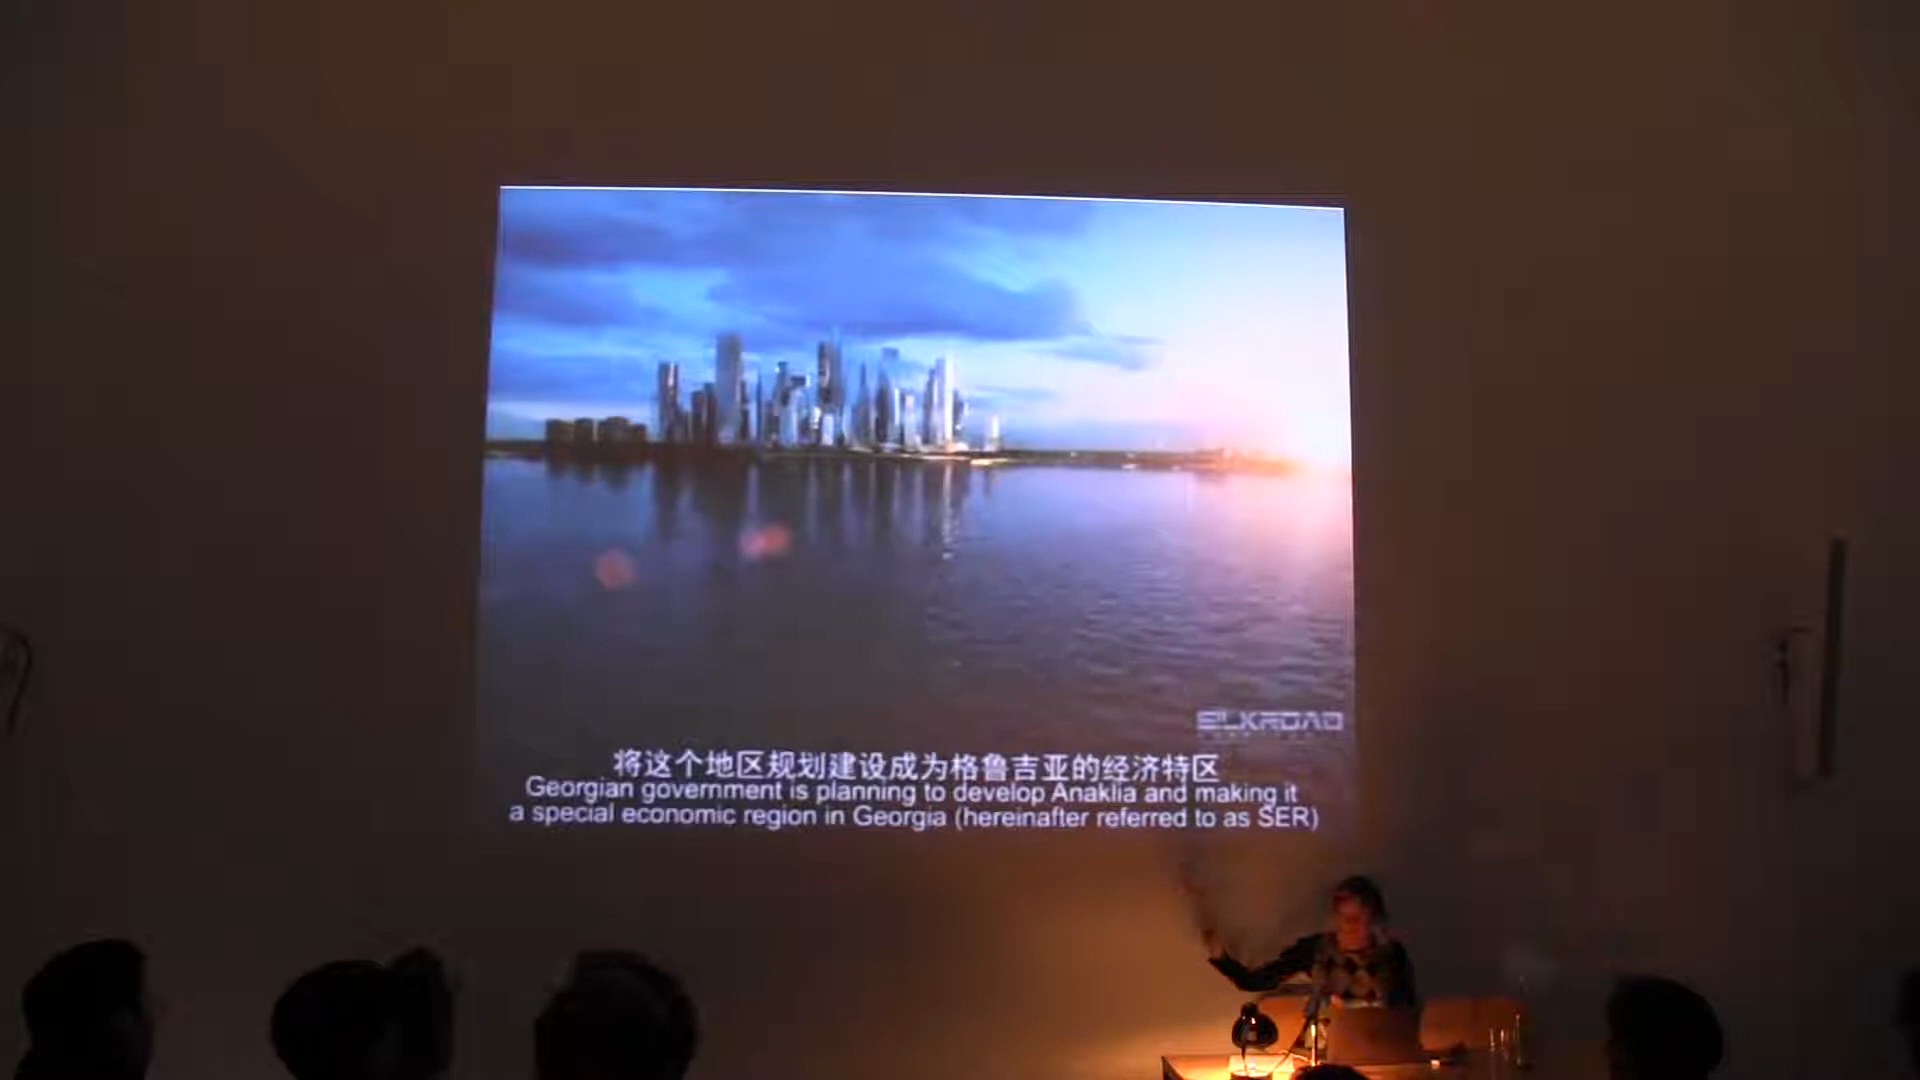 SLKROAD
将这个地区规划建设成为格鲁吉亚的经济特区
Georgian government is planning to develop Anaklia and making it
a special economic region in Georgia (hereinafter referred to as SER)